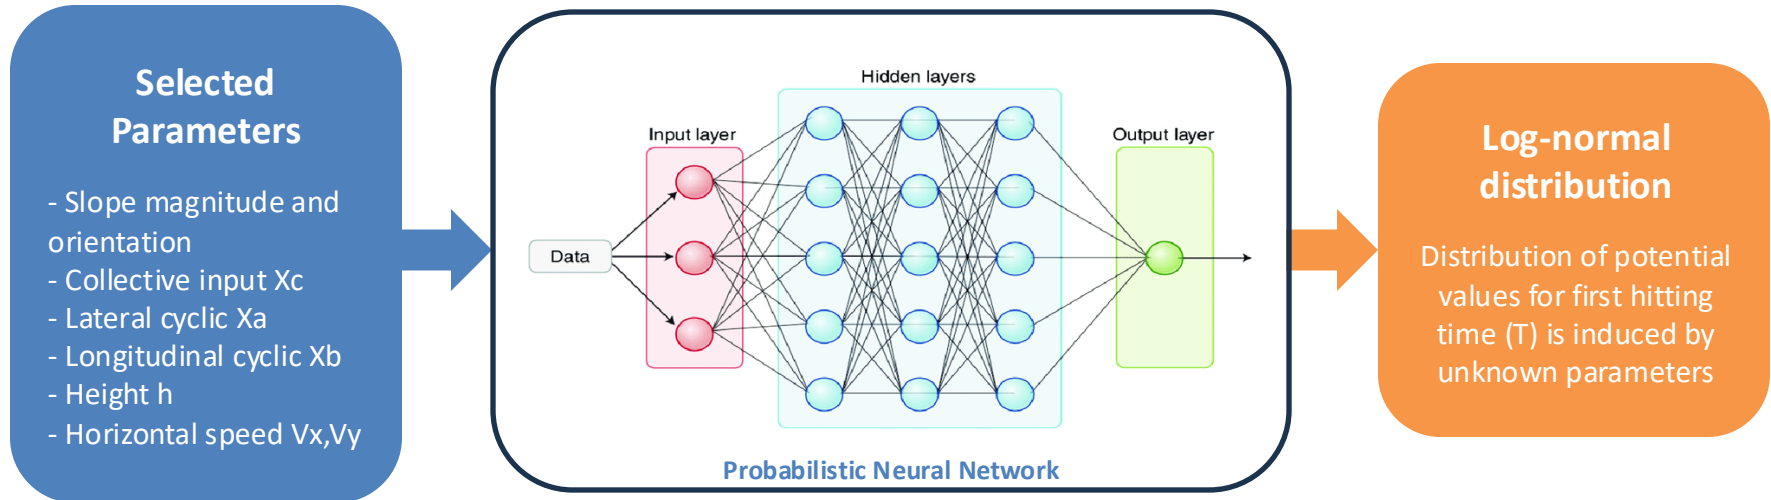 Selected
Parameters
- Slope magnitude and
orientation
- Collective input Xc
- Lateral cyclic Xa
- Longitudinal cyclic Xb
- Height h
- Horizontal speed Vx,Vy
Hidden layers
Input layer
Output layer
Data
Probabilistic Neural Network
Log-normal
distribution
Distribution of potential
values for first hitting
time (T) is induced by
unknown parameters